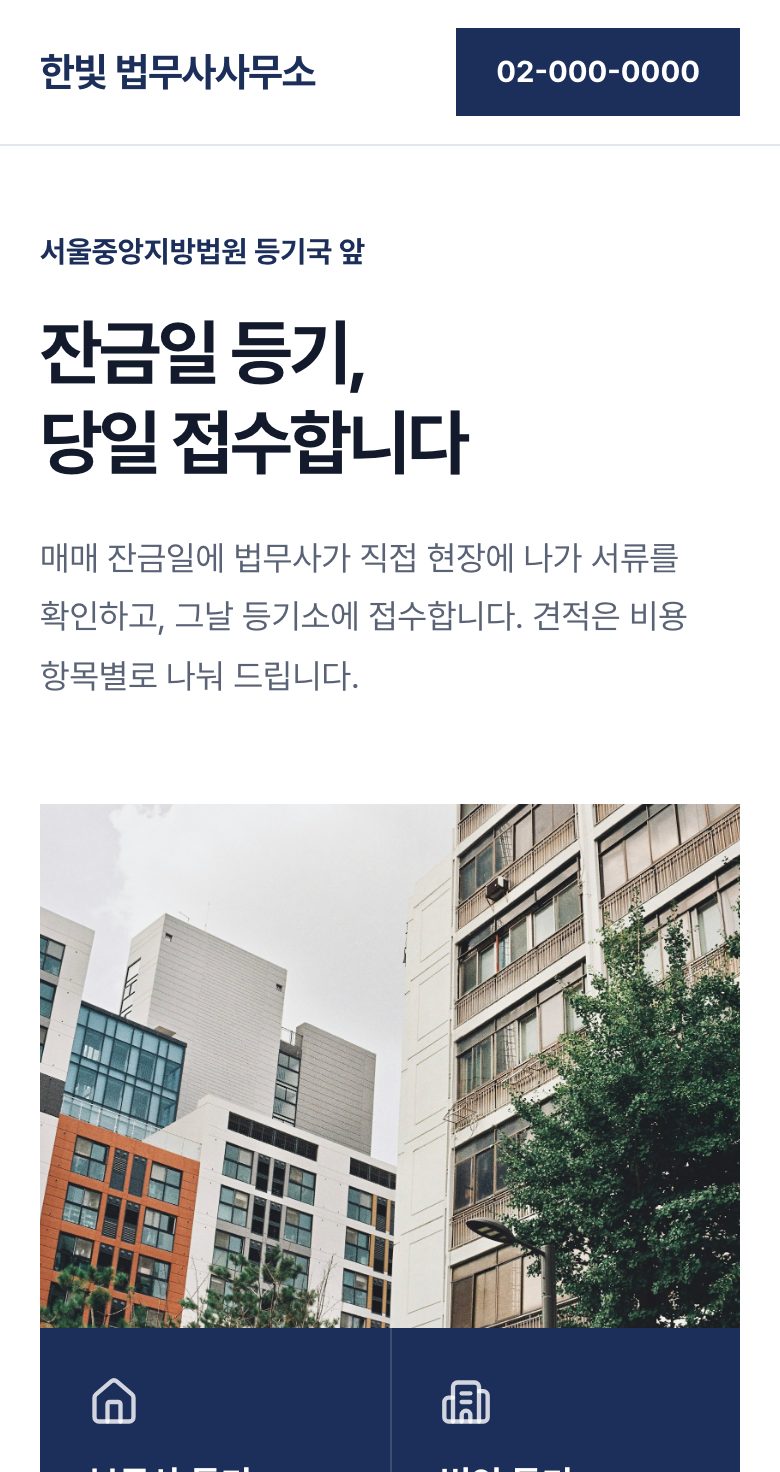 한빛 법무사사무소
02-000-0000
서울중앙지방법원 등기국 앞
잔금일 등기,
당일 접수합니다
매매 잔금일에 법무사가 직접 현장에 나가 서류를
확인하고, 그날 등기소에 접수합니다. 견적은 비용
항목별로 나눠 드립니다.